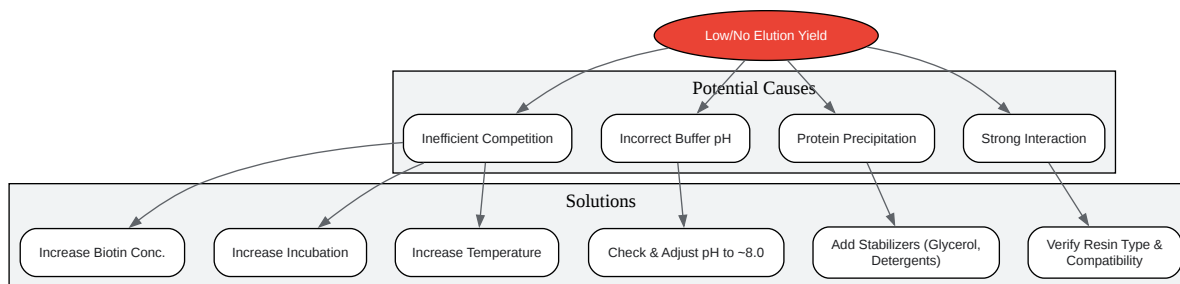 Low/No Elution Yield
Potential Causes
Inefficient Competition
Incorrect Buffer pH
Protein Precipitation
Strong Interaction
Solutions
Increase Biotin Conc.
Increase Incubation
Increase Temperature
Check & Adjust pH to ~8.0
Add Stabilizers (Glycerol,
Detergents)
Verify Resin Type &
Compatibility